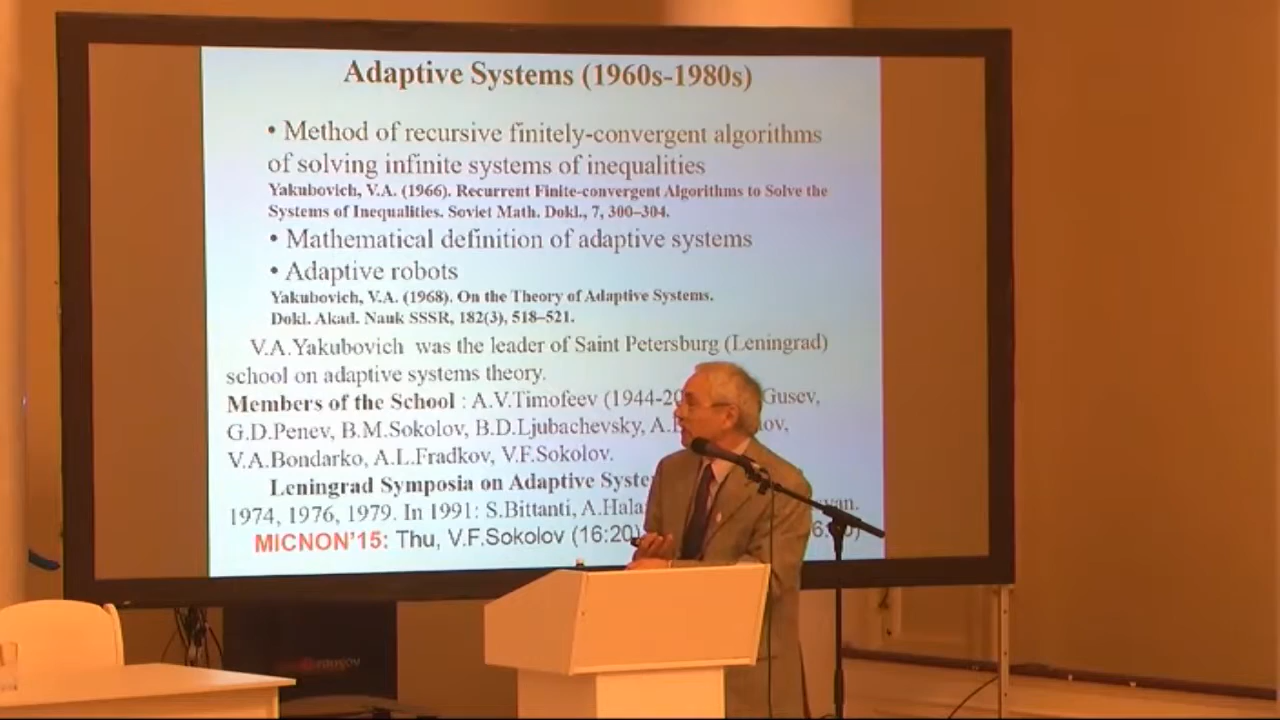 Adaptive Systems (1960s-1980s)
• Method of recursive finitely-convergent algorithms
of solving infinite systems of inequalities
Yakubovich, V.A. (1966). Recurrent Finite-convergent Algorithms to Solve the
Systems of Inequalities. Soviet Math. Dokl., 7, 300–304.
• Mathematical definition of adaptive systems
• Adaptive robots
Yakubovich, V.A. (1968). On the Theory of Adaptive Systems.
Dokl. Akad. Nauk SSSR, 182(3), 518–521.
V.A.Yakubovich was the leader of Saint Petersburg (Leningrad)
school on adaptive systems theory.
Members of the School : A.V.Timofeev (1944-20 Gusev,
G.D.Penev, B.M.Sokolov, B.D.Ljubachevsky,
V.A.Bondarko, A.L.Fradkov, V.F.Sokolov.
Leningrad Symposia on Adaptive
1974, 1976, 1979. In 1991: S.Bittanti,
MICNON'15: Thu, V.F.Sokolov (16:20)